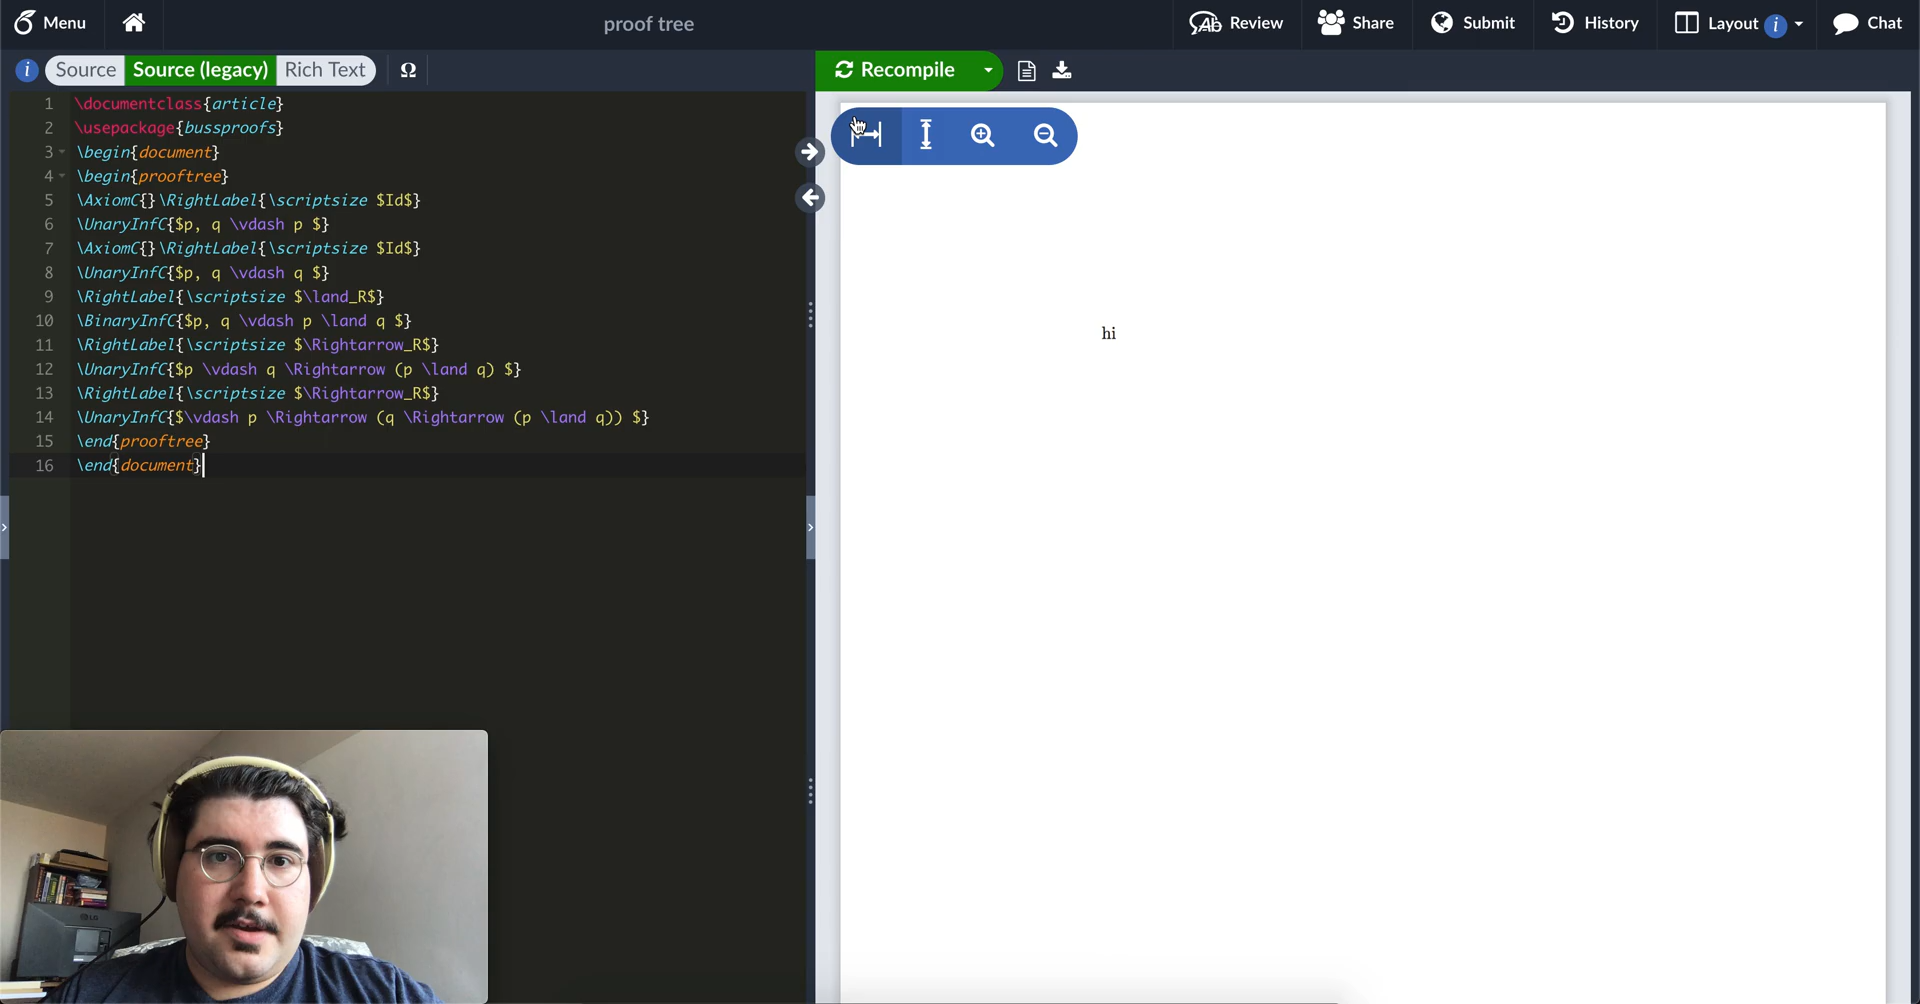 Menu
proof tree
Review
Share
Submit
History
Layout i
Chat
i Source Source (legacy) Rich Text Ω
Recompile
1 \documentclass{article}
2 \usepackage{bussproofs}
3 \begin{document}
4 \begin{prooftree}
5 \AxiomC{}\RightLabel{\scriptsize $Id$}
6 \UnaryInfC{$p, q \vdash p $}
7 \AxiomC{}\RightLabel{\scriptsize $Id$}
8 \UnaryInfC{$p, q \vdash q $}
9 \RightLabel{\scriptsize $\land_R$}
10 \BinaryInfC{$p, q \vdash p \land q $}
11 \RightLabel{\scriptsize $\Rightarrow_R$}
12 \UnaryInfC{$p \vdash q \Rightarrow (p \land q) $}
13 \RightLabel{\scriptsize $\Rightarrow_R$}
14 \UnaryInfC{$\vdash p \Rightarrow (q \Rightarrow (p \land q)) $}
15 \end{prooftree}
16 \end{document}
hi
LG